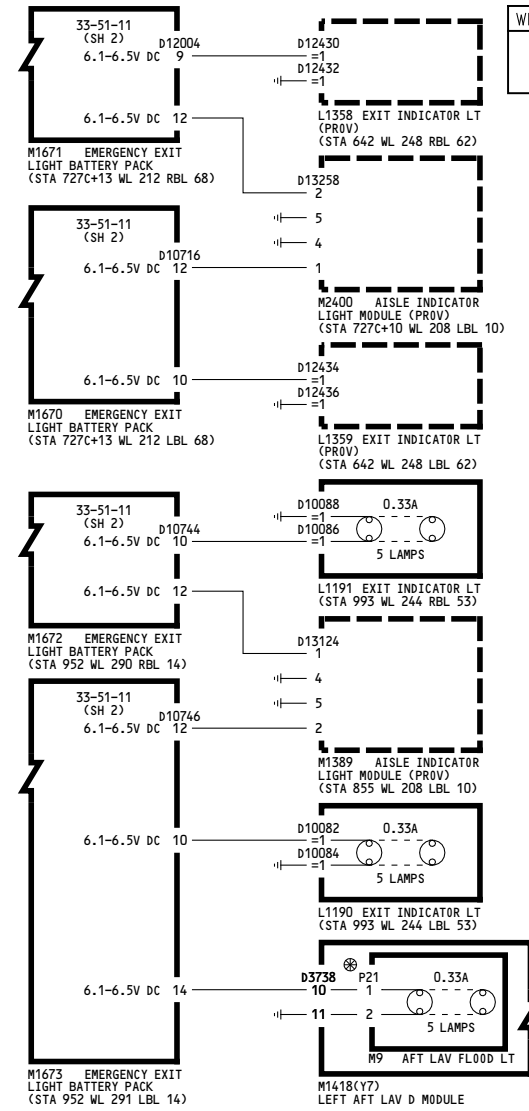 33-51-11
(SH 2)
D12004
6.1-6.5V DC 9
6.1-6.5V DC 12
M1671 EMERGENCY EXIT
LIGHT BATTERY PACK
(STA 727C+13 WL 212 RBL 68)
D12430
=1
D12432
=1
L1358 EXIT INDICATOR LT
(PROV)
(STA 642 WL 248 RBL 62)
D13258
2
5
4
1
M2400 AISLE INDICATOR
LIGHT MODULE (PROV)
(STA 727C+10 WL 208 LBL 10)
33-51-11
(SH 2)
D10716
6.1-6.5V DC 12
6.1-6.5V DC 10
M1670 EMERGENCY EXIT
LIGHT BATTERY PACK
(STA 727C+13 WL 212 LBL 68)
D12434
=1
D12436
=1
L1359 EXIT INDICATOR LT
(PROV)
(STA 642 WL 248 LBL 62)
33-51-11
(SH 2)
D10744
6.1-6.5V DC 10
6.1-6.5V DC 12
M1672 EMERGENCY EXIT
LIGHT BATTERY PACK
(STA 952 WL 290 RBL 14)
D10088
=1
D10086
=1
0.33A
5 LAMPS
L1191 EXIT INDICATOR LT
(STA 993 WL 244 RBL 53)
D13124
1
4
5
2
M1389 AISLE INDICATOR
LIGHT MODULE (PROV)
(STA 855 WL 208 LBL 10)
33-51-11
(SH 2)
D10746
6.1-6.5V DC 12
6.1-6.5V DC 10
6.1-6.5V DC 14
M1673 EMERGENCY EXIT
LIGHT BATTERY PACK
(STA 952 WL 291 LBL 14)
D10082
=1
D10084
=1
0.33A
5 LAMPS
L1190 EXIT INDICATOR LT
(STA 993 WL 244 LBL 53)
D3738 P21
10 1
11 2
0.33A
5 LAMPS
M9 AFT LAV FLOOD LT
M1418(Y7)
LEFT AFT LAV D MODULE